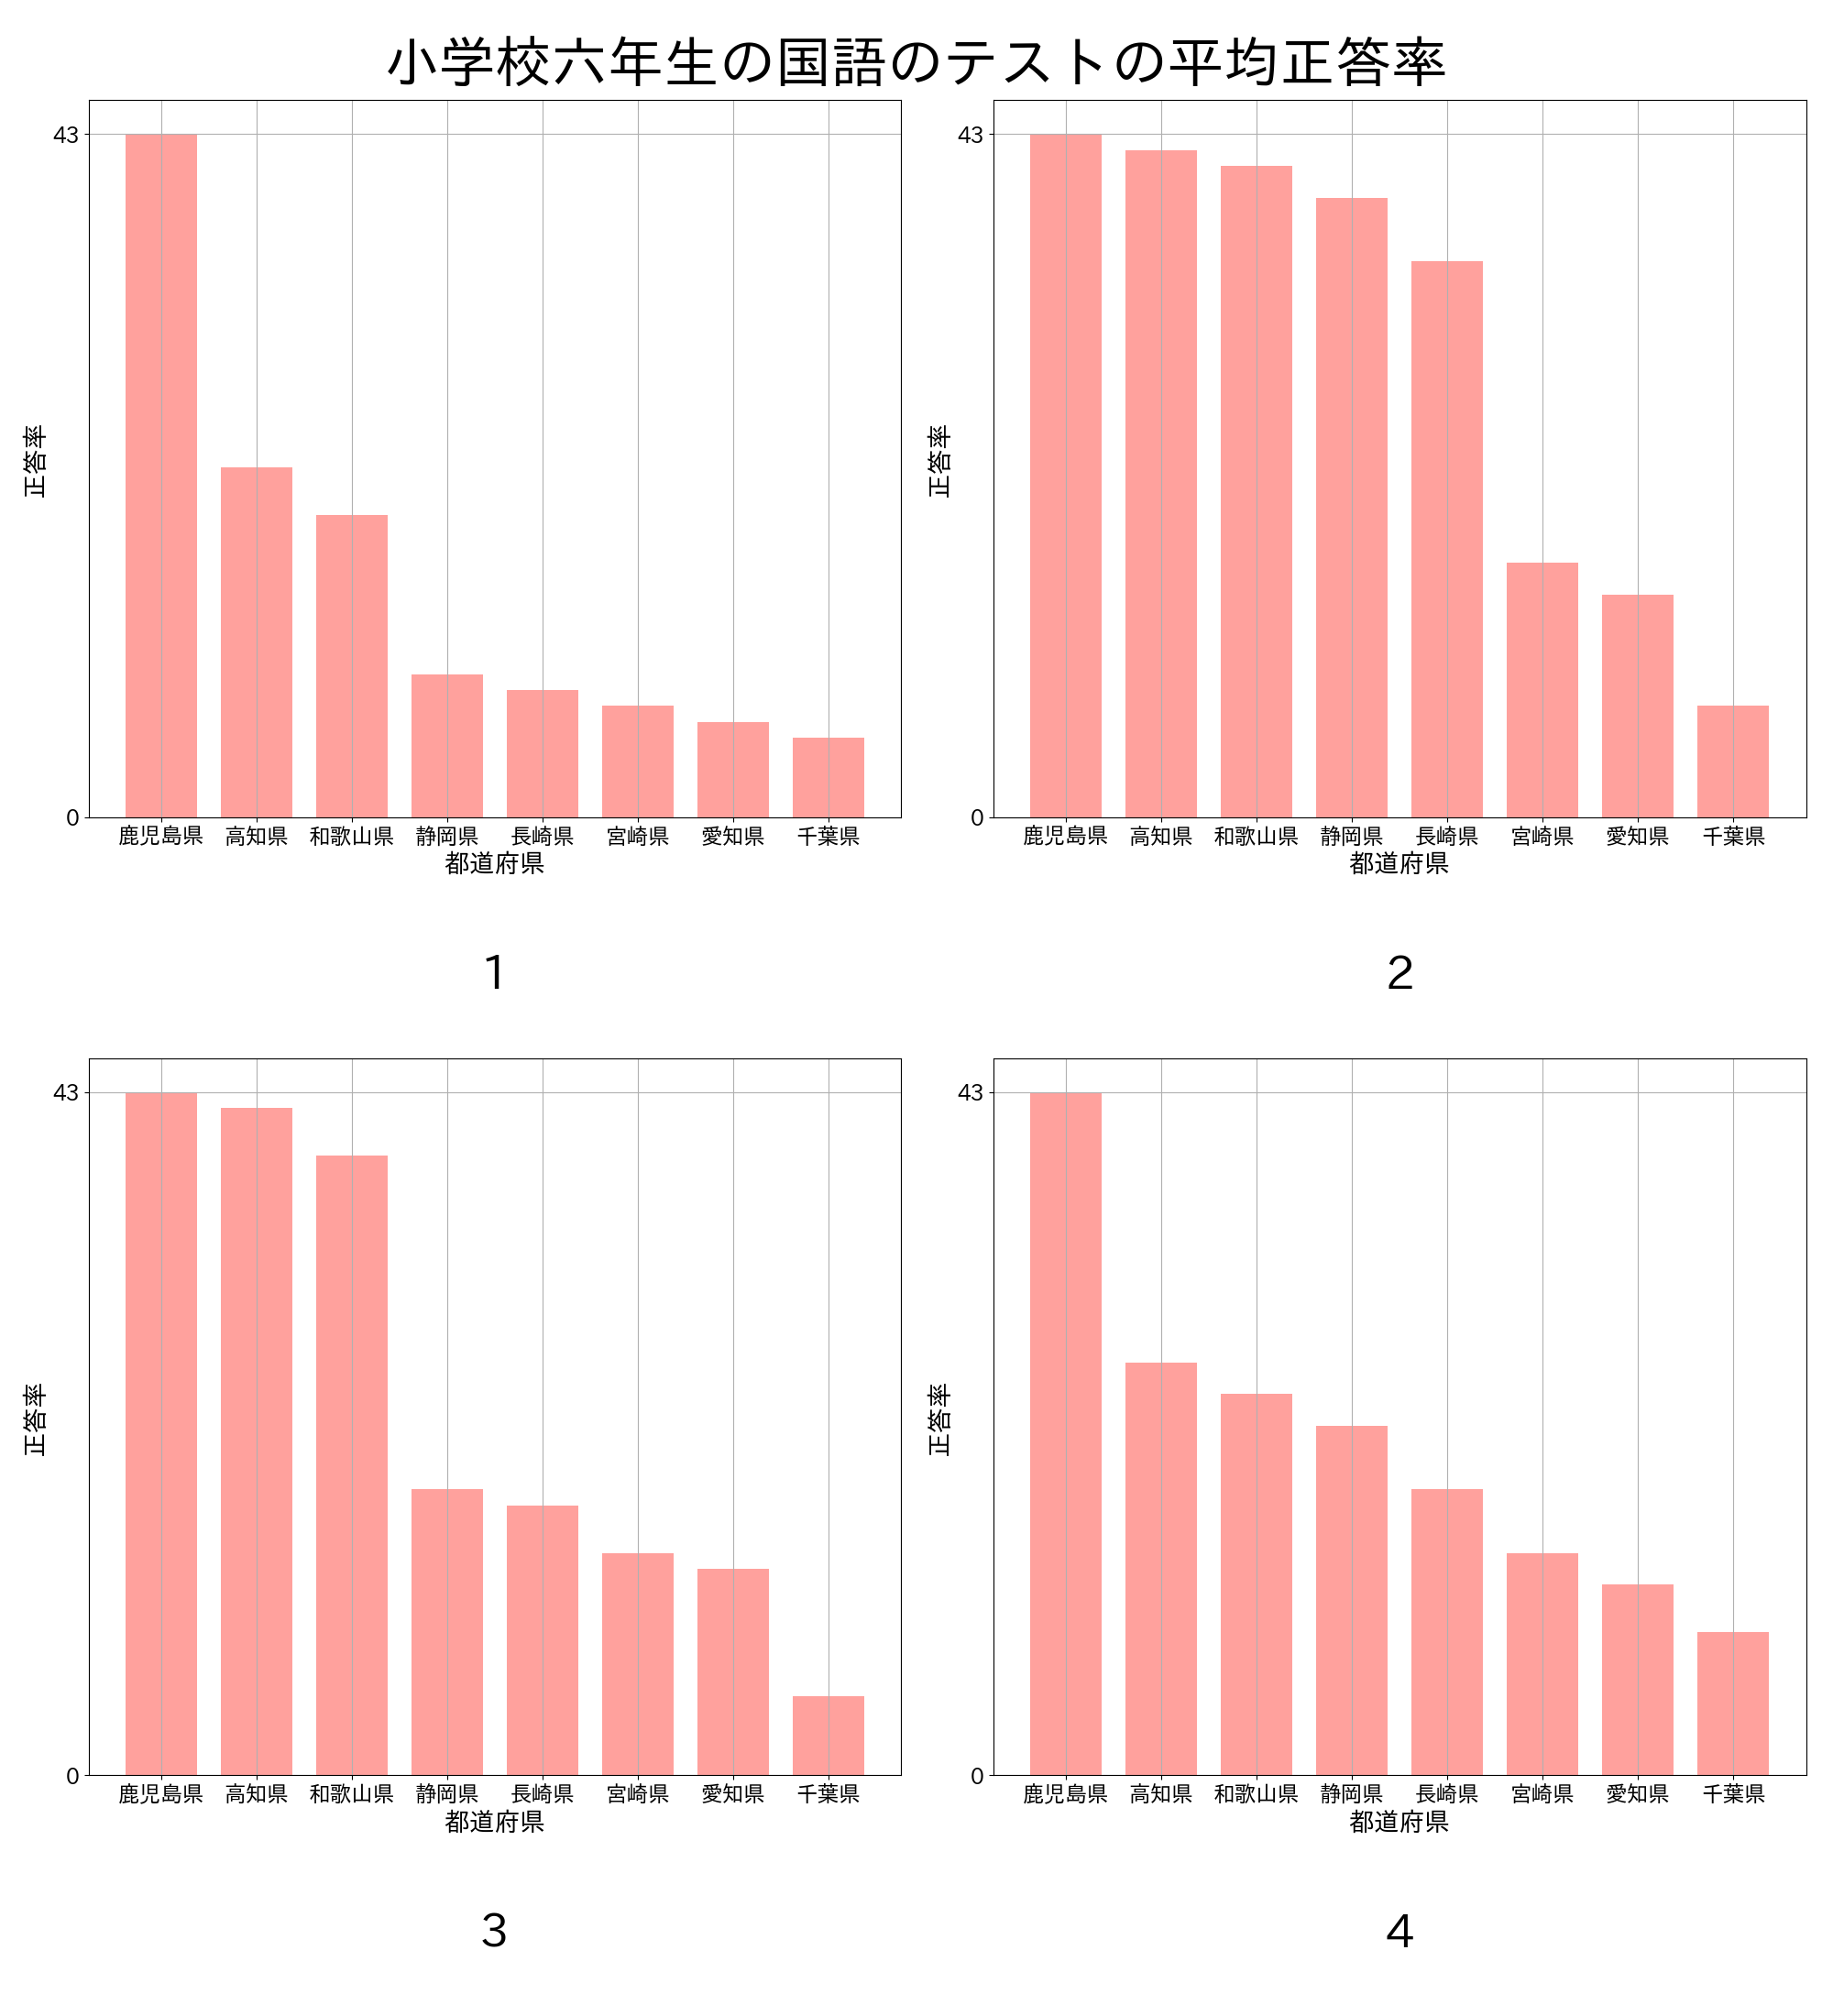 小学校六年生の国語のテストの平均正答率
43
0
正答率
鹿児島県 高知県 和歌山県 静岡県 長崎県 宮崎県 愛知県 千葉県
都道府県
1
43
0
正答率
鹿児島県 高知県 和歌山県 静岡県 長崎県 宮崎県 愛知県 千葉県
都道府県
2
43
0
正答率
鹿児島県 高知県 和歌山県 静岡県 長崎県 宮崎県 愛知県 千葉県
都道府県
3
43
0
正答率
鹿児島県 高知県 和歌山県 静岡県 長崎県 宮崎県 愛知県 千葉県
都道府県
4